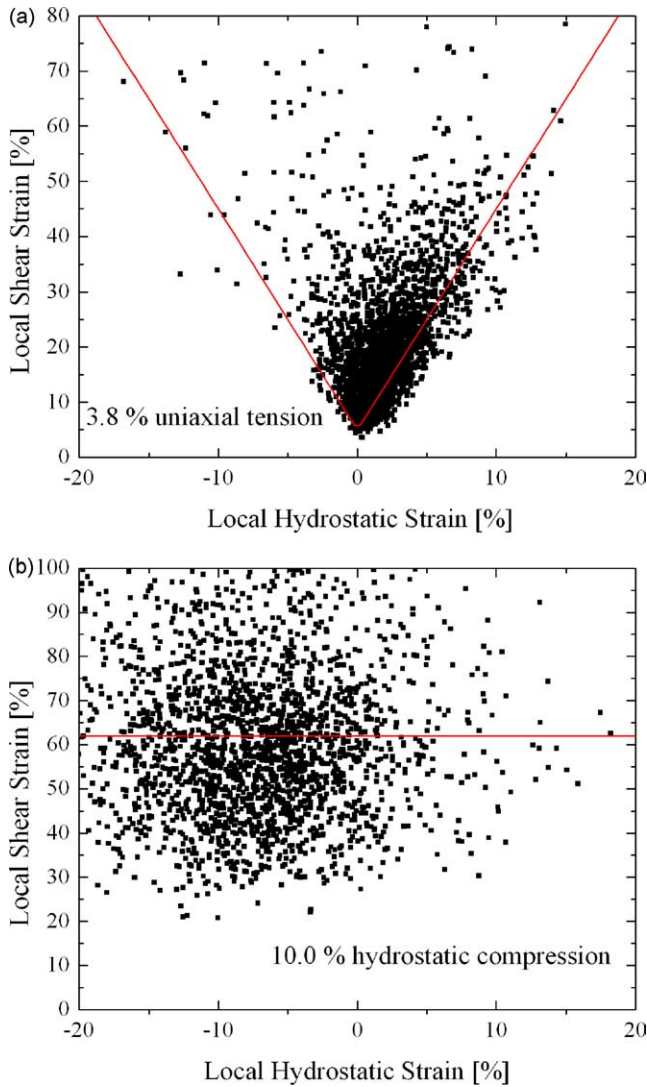 (a)
80
70
60
50
40
30
20
10
0
Local Shear Strain [%]
3.8 % uniaxial tension
-20 -10 0 10 20
Local Hydrostatic Strain [%]
(b)
100
90
80
70
60
50
40
30
20
10
0
Local Shear Strain [%]
10.0 % hydrostatic compression
-20 -10 0 10 20
Local Hydrostatic Strain [%]